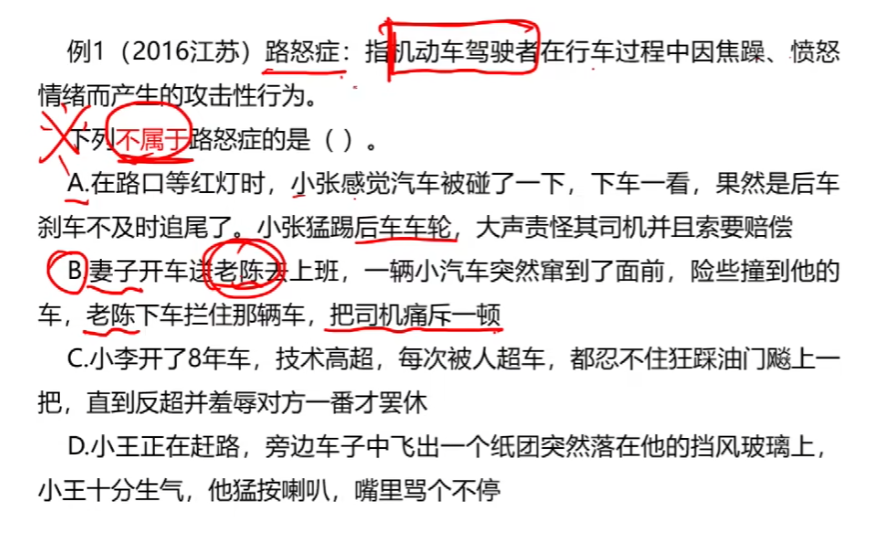 例1（2016江苏）路怒症：指机动车驾驶者在行车过程中因焦躁、愤怒
情绪而产生的攻击性行为。
下列不属于路怒症的是（ ）。
A.在路口等红灯时，小张感觉汽车被碰了一下，下车一看，果然是后车
刹车不及时追尾了。小张猛踢后车车轮，大声责怪其司机并且索要赔偿
B.妻子开车送老陈去上班，一辆小汽车突然窜到了面前，险些撞到他的
车，老陈下车拦住那辆车，把司机痛斥一顿
C.小李开了8年车，技术高超，每次被人超车，都忍不住狂踩油门飚上一
把，直到反超并羞辱对方一番才罢休
D.小王正在赶路，旁边车子中飞出一个纸团突然落在他的挡风玻璃上，
小王十分生气，他猛按喇叭，嘴里骂个不停